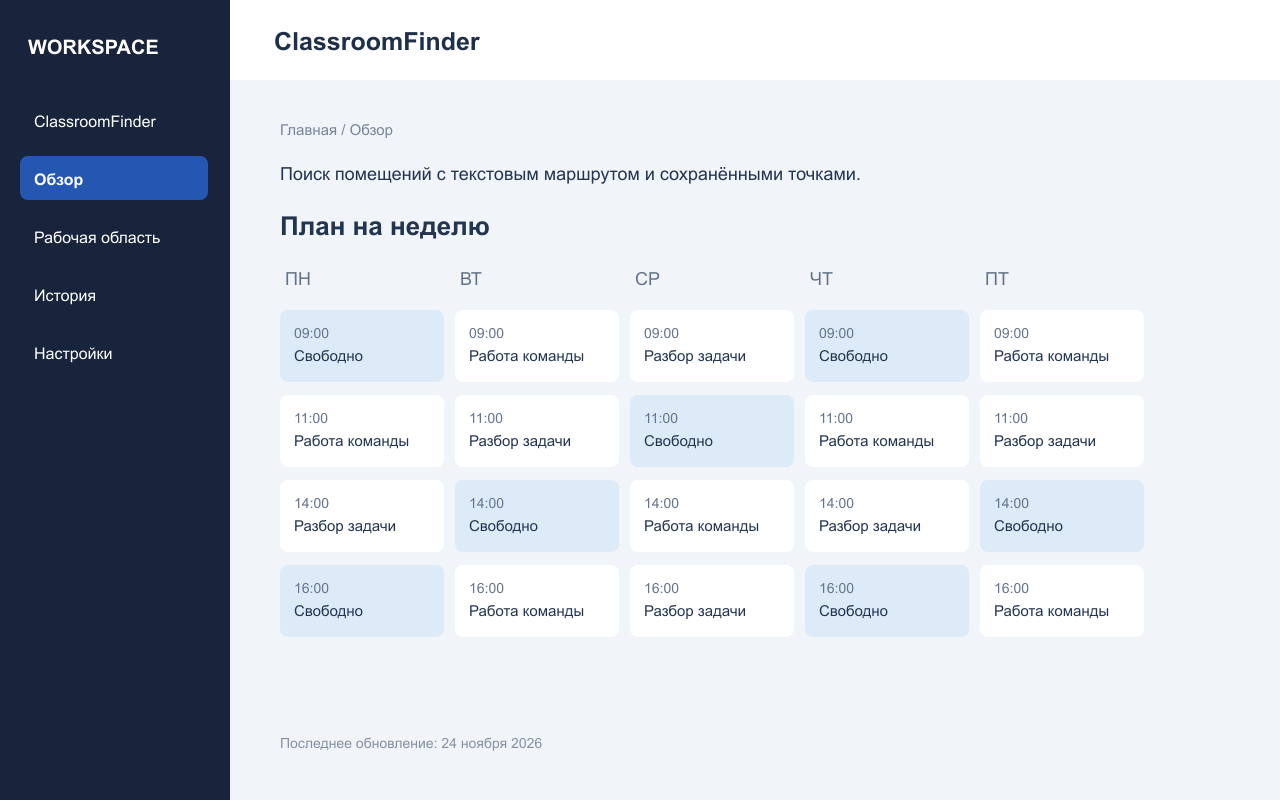 WORKSPACE
ClassroomFinder
Обзор
Рабочая область
История
Настройки
ClassroomFinder
Главная / Обзор
Поиск помещений с текстовым маршрутом и сохранёнными точками.
План на неделю
ПН ВТ СР ЧТ ПТ
09:00 09:00 09:00 09:00 09:00
Свободно Работа команды Разбор задачи Свободно Работа команды
11:00 11:00 11:00 11:00 11:00
Работа команды Разбор задачи Свободно Работа команды Разбор задачи
14:00 14:00 14:00 14:00 14:00
Разбор задачи Свободно Работа команды Разбор задачи Свободно
16:00 16:00 16:00 16:00 16:00
Свободно Работа команды Разбор задачи Свободно Работа команды
Последнее обновление: 24 ноября 2026